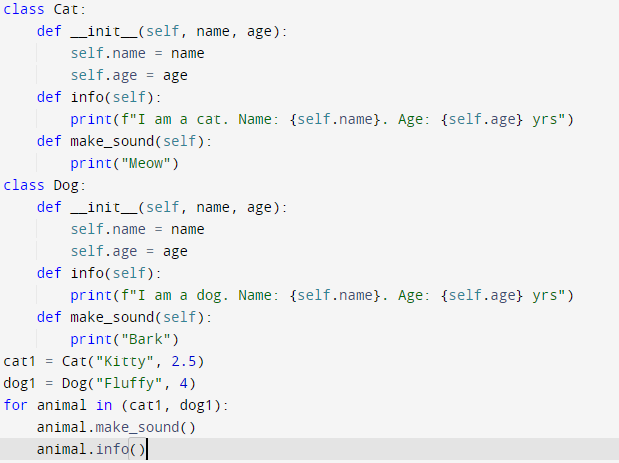 class Cat:
    def __init__(self, name, age):
        self.name = name
        self.age = age
    def info(self):
        print(f"I am a cat. Name: {self.name}. Age: {self.age} yrs")
    def make_sound(self):
        print("Meow")
class Dog:
    def __init__(self, name, age):
        self.name = name
        self.age = age
    def info(self):
        print(f"I am a dog. Name: {self.name}. Age: {self.age} yrs")
    def make_sound(self):
        print("Bark")
cat1 = Cat("Kitty", 2.5)
dog1 = Dog("Fluffy", 4)
for animal in (cat1, dog1):
    animal.make_sound()
    animal.info()